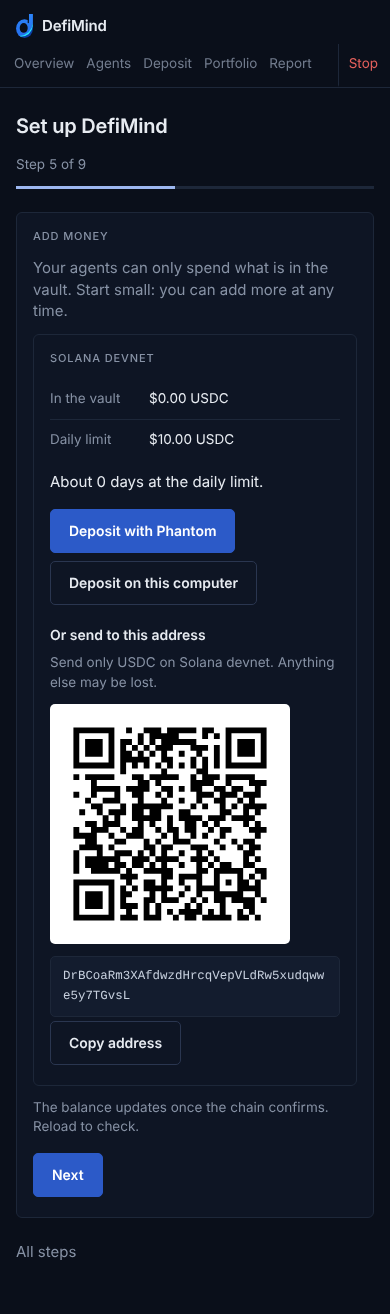 DefiMind
Overview Agents Deposit Portfolio Report Stop
Set up DefiMind
Step 5 of 9
ADD MONEY
Your agents can only spend what is in the
vault. Start small: you can add more at any
time.
SOLANA DEVNET
In the vault $0.00 USDC
Daily limit $10.00 USDC
About 0 days at the daily limit.
Deposit with Phantom
Deposit on this computer
Or send to this address
Send only USDC on Solana devnet. Anything
else may be lost.
DrBCoaRm3XAfdwzdHrcqVepVLdRw5xudqww
e5y7TGvsL
Copy address
The balance updates once the chain confirms.
Reload to check.
Next
All steps